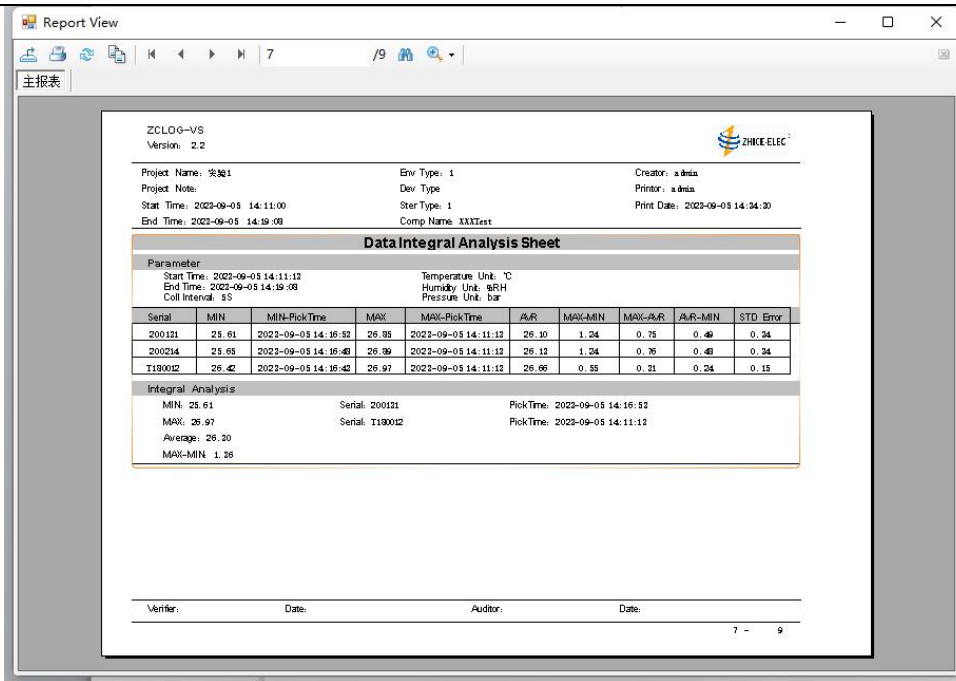 Report View
7 /9
主报表
ZCLOG-VS
Version: 2.2
ZHICE-ELEC
Project Name: 实验1 Env Type: 1 Creator: admin
Project Note: Dev Type Printor: admin
Start Time: 2022-09-05 14:11:00 Ster Type: 1 Print Date: 2022-09-05 14:34:30
End Time: 2022-09-05 14:19:08 Comp Name XXXTest
Data Integral Analysis Sheet
Parameter
Start Time: 2022-09-05 14:11:12 Temperature Unit: ℃
End Time: 2022-09-05 14:19:08 Humidity Unit: %RH
Coll Interval: 5S Pressure Unit: bar
Serial MIN MIN-PickTime MAX MAX-PickTime AVR MAX-MIN MAX-AVR AVR-MIN STD Error
200121 25.61 2022-09-05 14:16:52 26.85 2022-09-05 14:11:12 26.10 1.24 0.75 0.49 0.34
200214 25.65 2022-09-05 14:16:48 26.89 2022-09-05 14:11:12 26.12 1.24 0.76 0.48 0.34
T180012 26.42 2022-09-05 14:16:42 26.97 2022-09-05 14:11:12 26.66 0.55 0.31 0.24 0.15
Integral Analysis
MIN: 25.61 Serial: 200121 PickTime: 2022-09-05 14:16:52
MAX: 26.97 Serial: T180012 PickTime: 2022-09-05 14:11:12
Average: 26.30
MAX-MIN: 1.36
Verifier: Date: Auditor: Date:
7 - 9